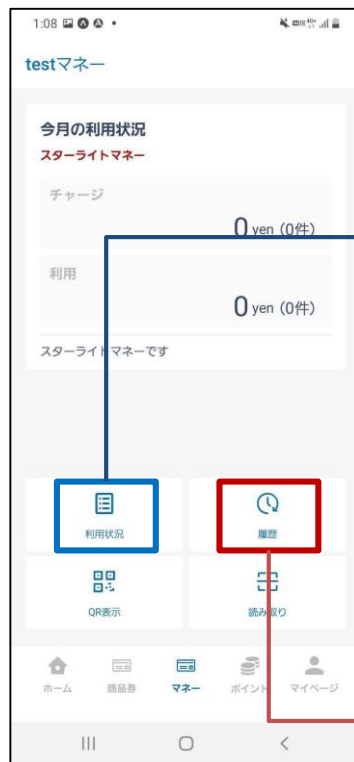 1:08
testマネー
今月の利用状況
スターライトマネー
チャージ
0 yen (0件)
利用
0 yen (0件)
スターライトマネーです
利用状況
履歴
QR表示
読み取り
ホーム
商品券
マネー
ポイント
マイページ